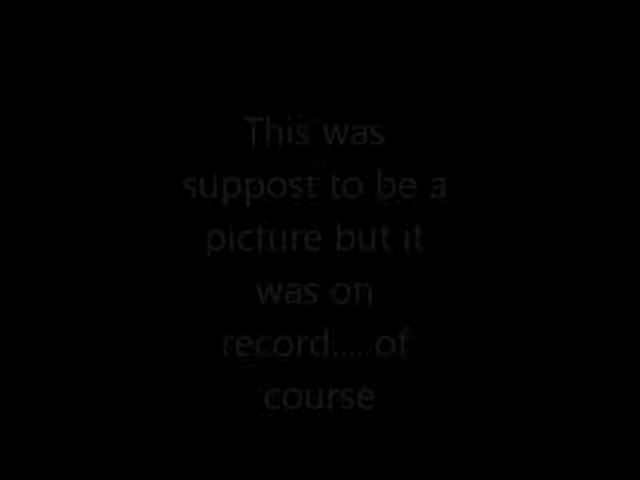 This was
suppost to be a
picture but it
was on
record.....of
course